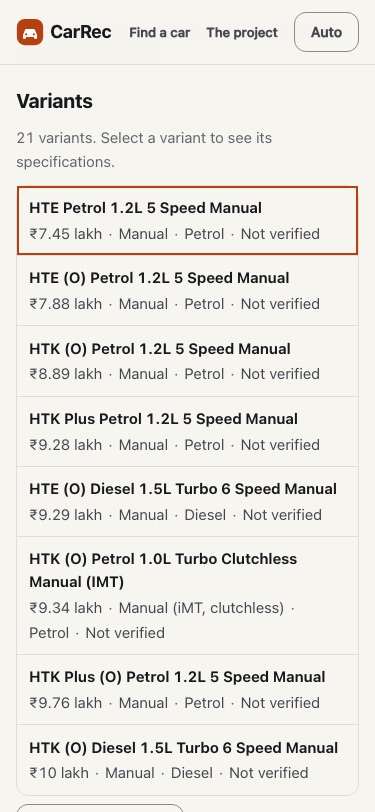 CarRec Find a car The project Auto
Variants
21 variants. Select a variant to see its
specifications.
HTE Petrol 1.2L 5 Speed Manual
₹7.45 lakh · Manual · Petrol · Not verified
HTE (O) Petrol 1.2L 5 Speed Manual
₹7.88 lakh · Manual · Petrol · Not verified
HTK (O) Petrol 1.2L 5 Speed Manual
₹8.89 lakh · Manual · Petrol · Not verified
HTK Plus Petrol 1.2L 5 Speed Manual
₹9.28 lakh · Manual · Petrol · Not verified
HTE (O) Diesel 1.5L Turbo 6 Speed Manual
₹9.29 lakh · Manual · Diesel · Not verified
HTK (O) Petrol 1.0L Turbo Clutchless
Manual (IMT)
₹9.34 lakh · Manual (iMT, clutchless) ·
Petrol · Not verified
HTK Plus (O) Petrol 1.2L 5 Speed Manual
₹9.76 lakh · Manual · Petrol · Not verified
HTK (O) Diesel 1.5L Turbo 6 Speed Manual
₹10 lakh · Manual · Diesel · Not verified